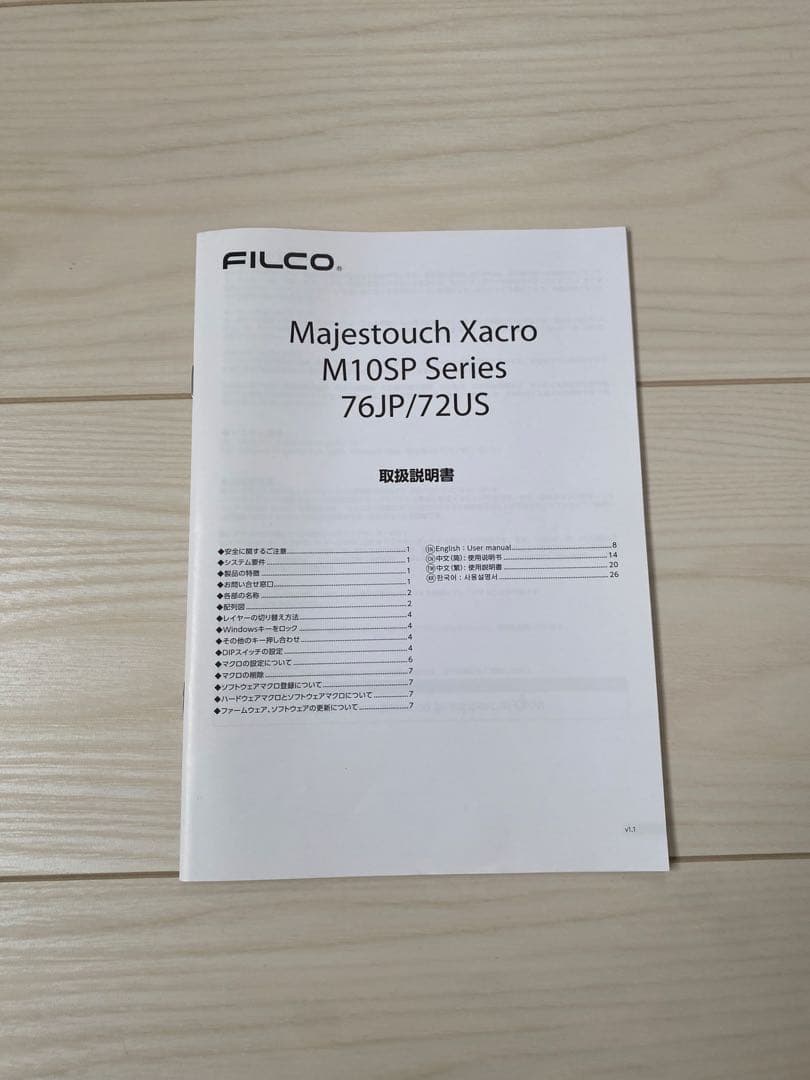 FILCO®
Majestouch Xacro
M10SP Series
76JP/72US
取扱説明書
◆安全に関するご注意 1
◆システム要件 1
◆製品の特徴 1
◆お問い合せ窓口 1
◆各部の名称 2
◆配列図 2
◆レイヤーの切り替え方法 4
◆Windowsキーをロック 4
◆その他のキー押し合わせ 4
◆DIPスイッチの設定 4
◆マクロの設定について 6
◆マクロの削除 7
◆ソフトウェアマクロ登録について 7
◆ハードウェアマクロとソフトウェアマクロについて 7
◆ファームウェア、ソフトウェアの更新について 7
EN English : User manual 8
CN 中文(简) : 使用说明书 14
TW 中文(繁) : 使用說明書 20
KR 한국어 : 사용설명서 26
v1.1